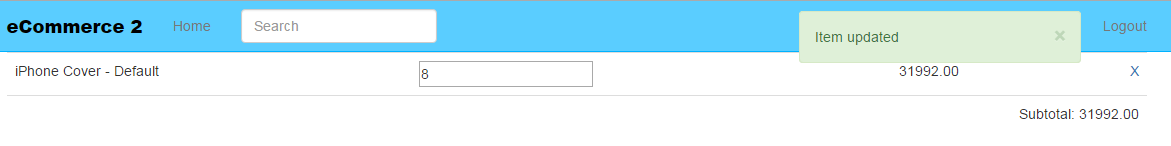 eCommerce 2 Home Search Item updated × Logout
iPhone Cover - Default 8 31992.00 X
Subtotal: 31992.00